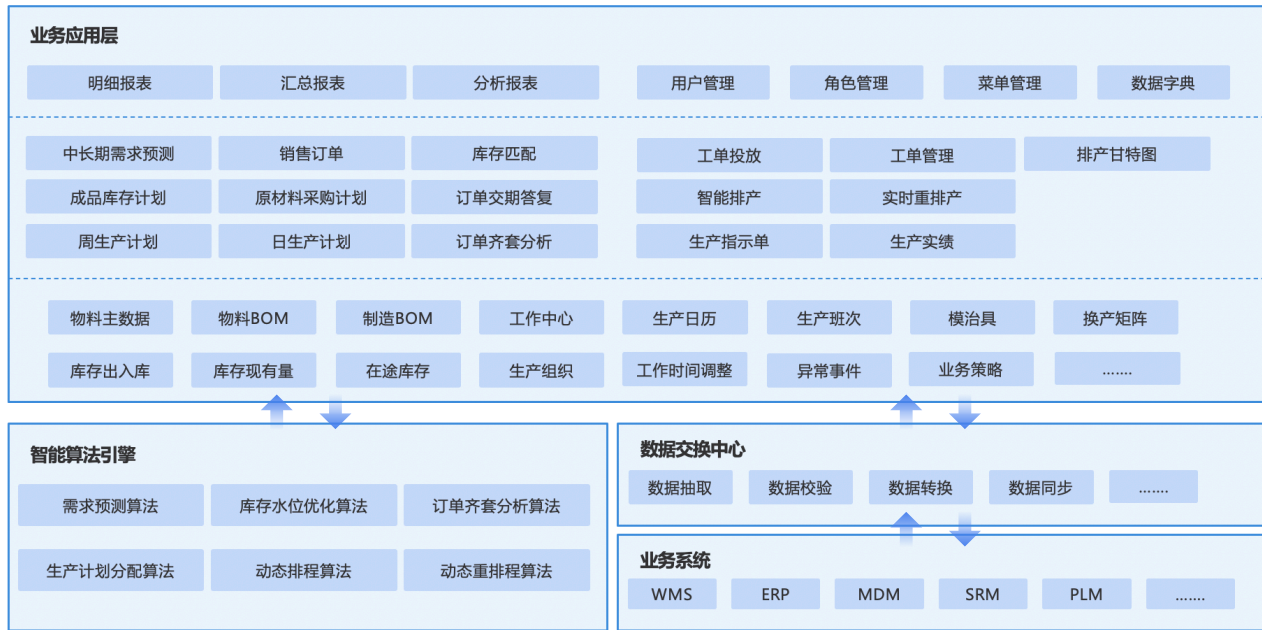 业务应用层
明细报表 汇总报表 分析报表 用户管理 角色管理 菜单管理 数据字典
中长期需求预测 销售订单 库存匹配 工单投放 工单管理 排产甘特图
成品库存计划 原材料采购计划 订单交期答复 智能排产 实时重排产
周生产计划 日生产计划 订单齐套分析 生产指示单 生产实绩
物料主数据 物料BOM 制造BOM 工作中心 生产日历 生产班次 模治具 换产矩阵
库存出入库 库存现有量 在途库存 生产组织 工作时间调整 异常事件 业务策略 .......
智能算法引擎
需求预测算法 库存水位优化算法 订单齐套分析算法
生产计划分配算法 动态排程算法 动态重排程算法
数据交换中心
数据抽取 数据校验 数据转换 数据同步 .......
业务系统
WMS ERP MDM SRM PLM .......